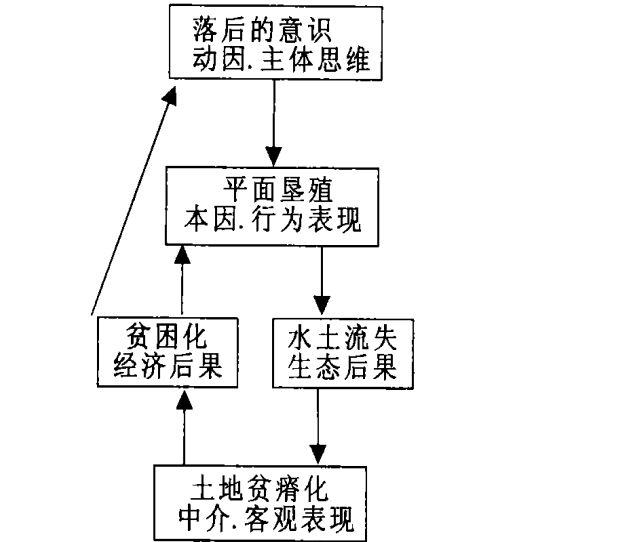 落后的意识
动因.主体思维
平面垦殖
本因.行为表现
贫困化
经济后果
水土流失
生态后果
土地贫瘠化
中介.客观表现